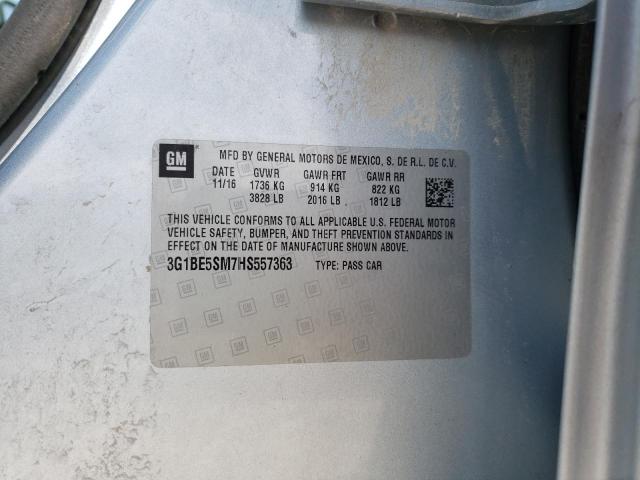 GM
MFD BY GENERAL MOTORS DE MEXICO, S. DE R.L. DE C.V.
DATE GVWR GAWR FRT GAWR RR
11/16 1736 KG 914 KG 822 KG
3828 LB 2016 LB 1812 LB
THIS VEHICLE CONFORMS TO ALL APPLICABLE U.S. FEDERAL MOTOR
VEHICLE SAFETY, BUMPER, AND THEFT PREVENTION STANDARDS IN
EFFECT ON THE DATE OF MANUFACTURE SHOWN ABOVE.
3G1BE5SM7HS557363 TYPE: PASS CAR